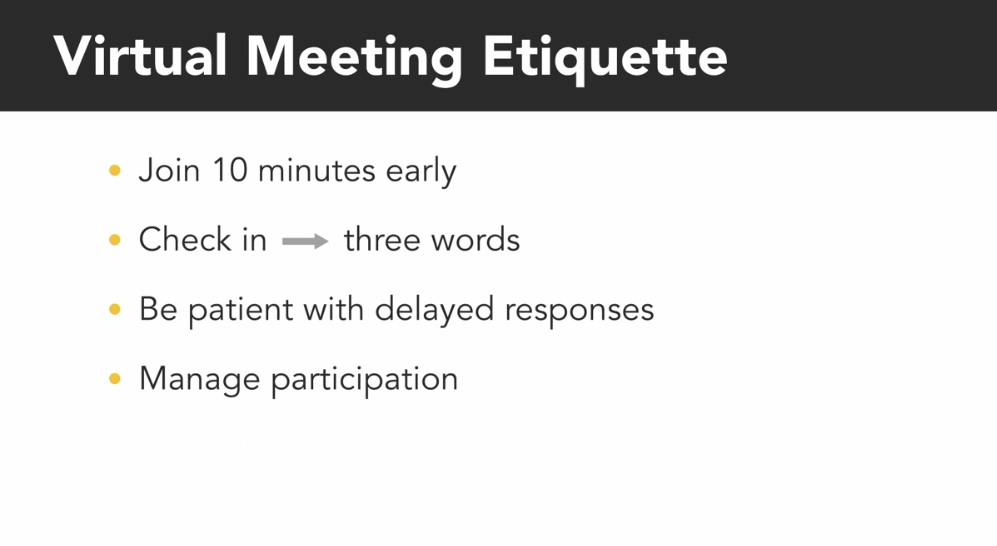 Virtual Meeting Etiquette
• Join 10 minutes early
• Check in → three words
• Be patient with delayed responses
• Manage participation